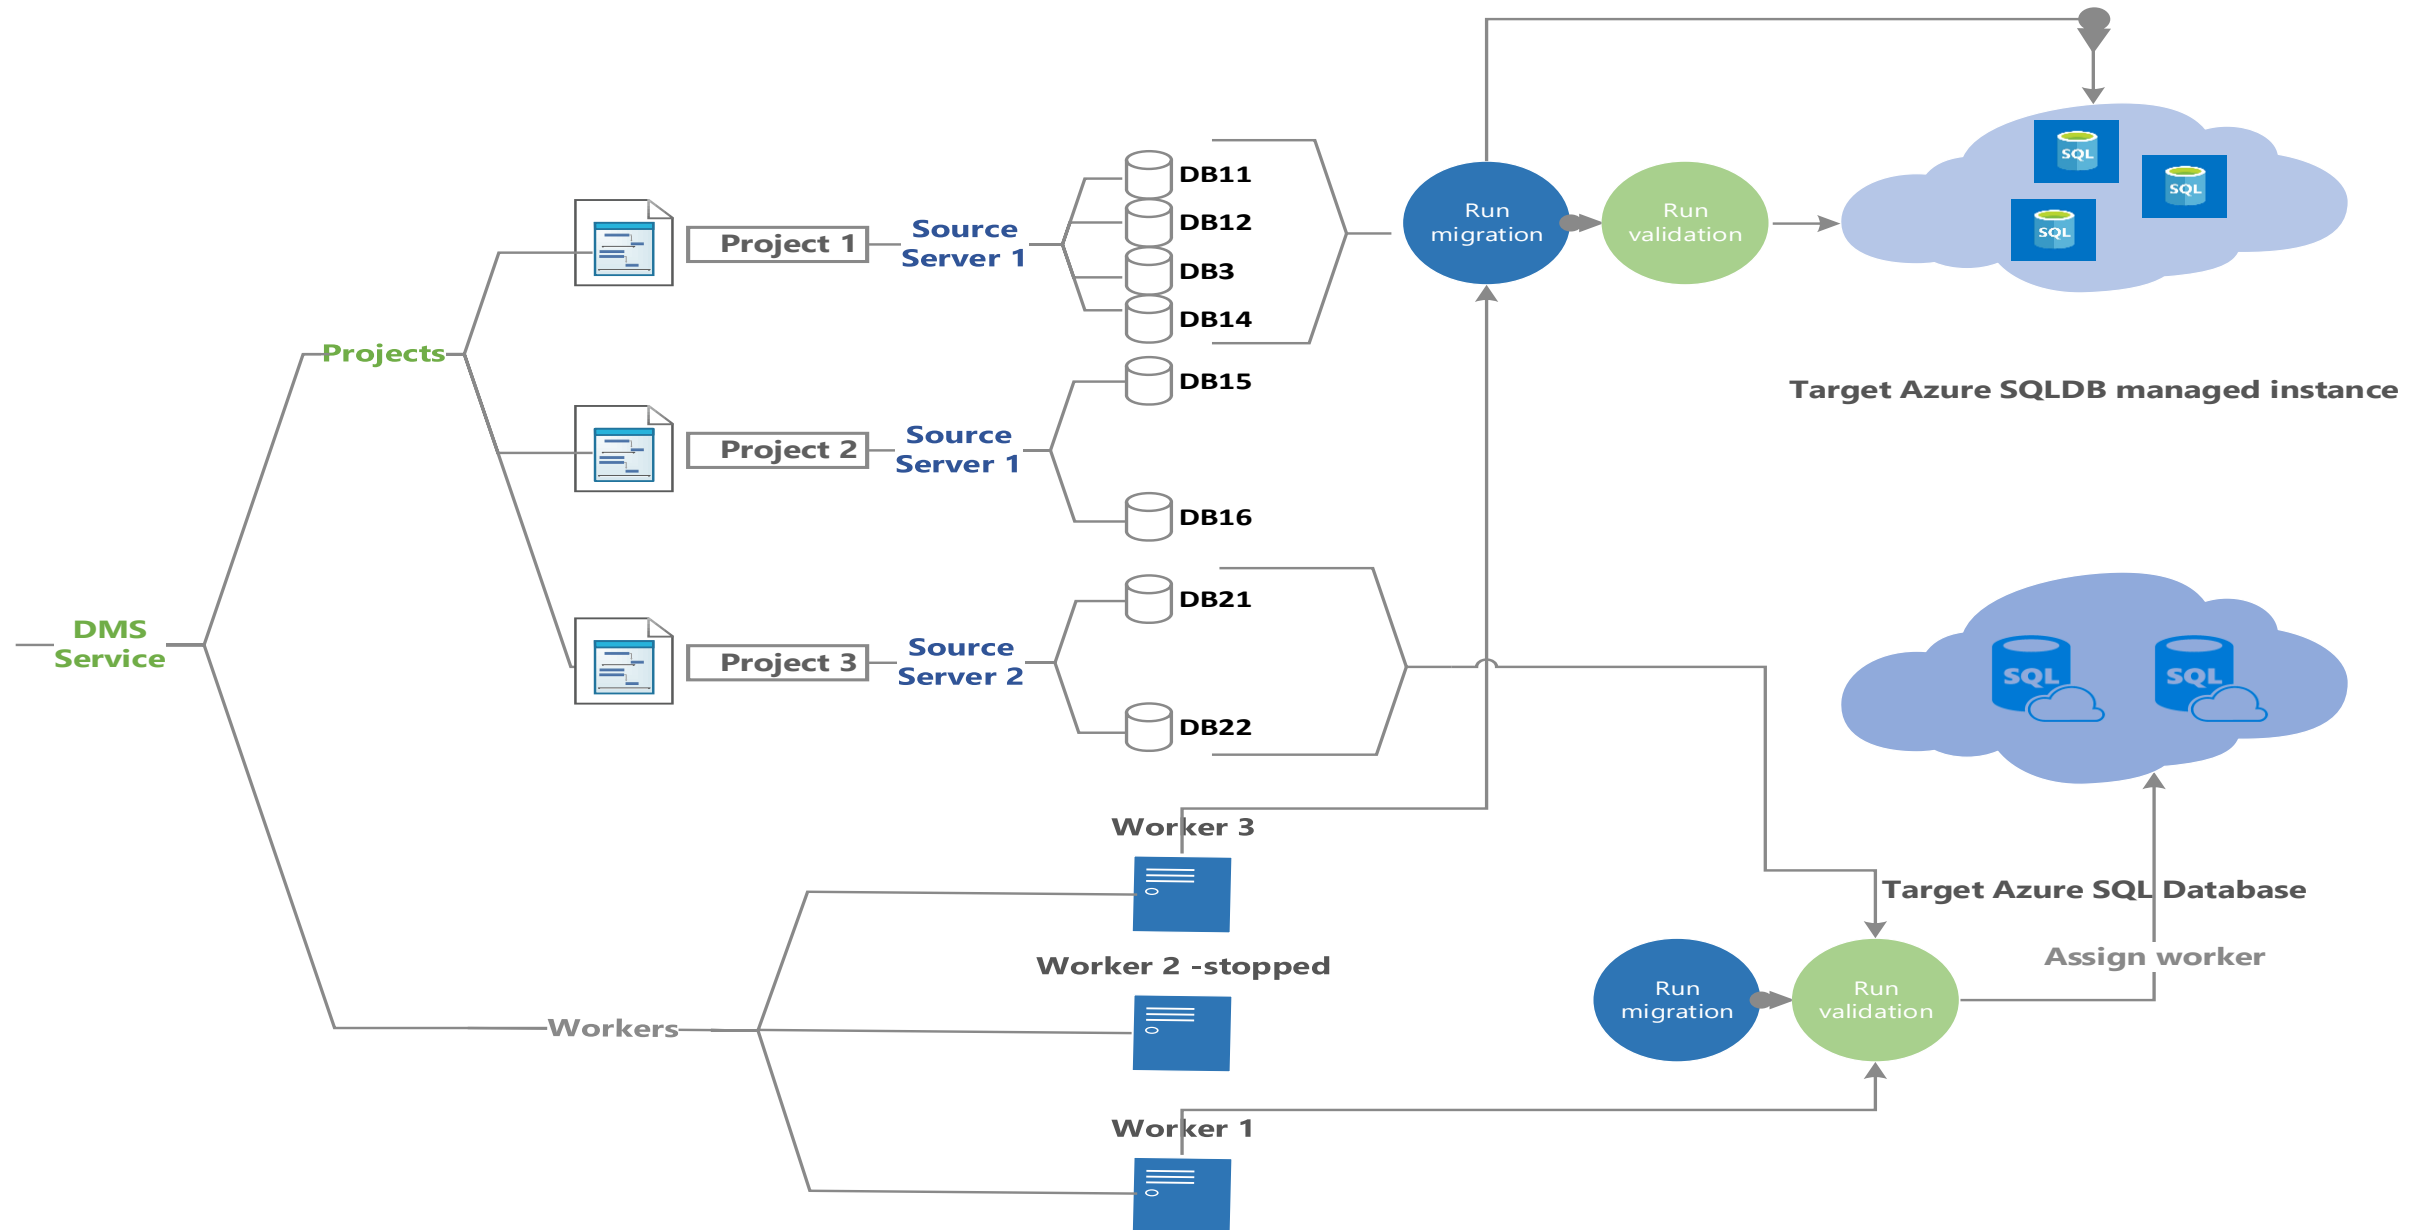 DMS
Service
Projects
Project 1
Source
Server 1
DB11
DB12
DB3
DB14
Run
migration
Run
validation
SQL
SQL
SQL
Target Azure SQLDB managed instance
Project 2
Source
Server 1
DB15
DB16
Project 3
Source
Server 2
DB21
DB22
SQL
SQL
Target Azure SQL Database
Assign worker
Run
migration
Run
validation
Workers
Worker 3
Worker 2 -stopped
Worker 1